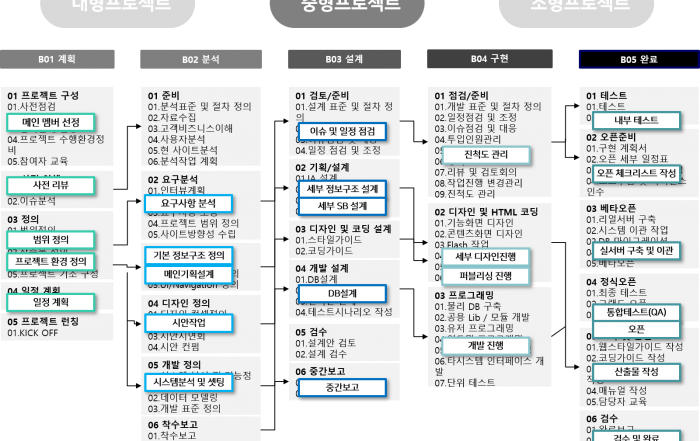 대형프로젝트
중형프로젝트
소형프로젝트
B01 계획
01 프로젝트 구성
01.사전점검
메인 멤버 선정
04.프로젝트 수행환경정
05.참여자 교육
사전 리뷰
02.이슈분석
03 정의
범위 정의
프로젝트 환경 정의
05.프로젝트 기초 구성
04 일정 계획
일정 계획
05 프로젝트 런칭
01.KICK OFF
B02 분석
01 준비
01.분석표준 및 절차 정의
02.자료수집
03.고객비즈니스이해
04.사용자분석
05.현 사이트분석
06.분석작업 계획
02 요구분석
01.인터뷰계획
요구사항 분석
04.프로젝트 범위 정의
05.사이트방향성 수립
기본 정보구조 정의
메인기획설계
03.UI/Navigation 정의
04 디자인 정의
시안작업
03.시안시연회
04.시안 컨펌
05 개발 정의
시스템분석 및 셋팅
02.데이터 모델링
03.개발 표준 정의
06 착수보고
01.착수보고
B03 설계
01 검토/준비
01.설계 표준 및 절차 정
의
이슈 및 일정 점검
04.일정 점검 및 조정
02 기획/설계
01.IA 설계
세부 정보구조 설계
세부 SB 설계
03 디자인 및 코딩 설계
01.스타일가이드
02.코딩가이드
04 개발 설계
01.DB설계
DB설계
04.테스트시나리오 작성
05 검수
01.설계안 검토
02.설계 검수
06 중간보고
중간보고
B04 구현
01 점검/준비
01.개발 표준 및 절차 정
의
02.일정점검 및 조정
03.이슈점검 및 대응
04.투입인원관리
진척도 관리
07.리뷰 및 검토회의
08.작업진행 변경관리
09.진척도 관리
02 디자인 및 HTML 코딩
01.기능화면 디자인
02.콘텐츠화면 디자인
03.Flash 작업
세부 디자인진행
퍼블리싱 진행
03 프로그래밍
01.물리 DB 구축
02.공용 Lib / 모듈 개발
03.유저 프로그래밍
개발 진행
06.타시스템 인터페이스 개
발
07.단위 테스트
B05 완료
01 테스트
01.테스트
내부 테스트
02 오픈준비
01.구현 계획서
02.오픈 세부 일정표
오픈 체크리스트 작성
인수
03 베타오픈
01.리얼서버 구축
02.시스템 이관 작업
실서버 구축 및 이관
05.베타오픈
04 정식오픈
01.최종 테스트
통합테스트(QA)
오픈
01.웹스타일가이드 작성
02.코딩가이드 작성
산출물 작성
04.매뉴얼 작성
05.담당자 교육
06 검수
01.완료보고
검수 및 완료